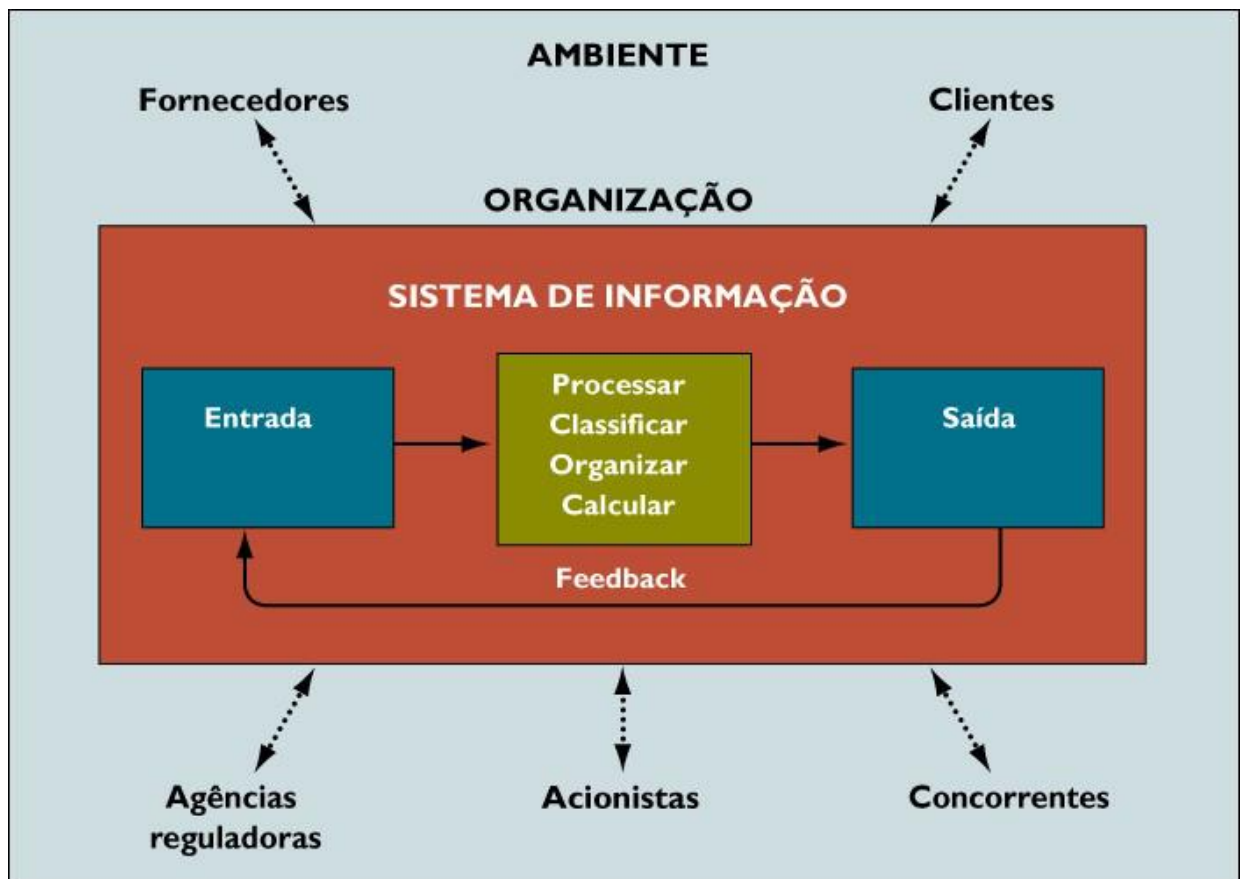 AMBIENTE
Fornecedores
Clientes
ORGANIZAÇÃO
SISTEMA DE INFORMAÇÃO
Entrada
Processar
Classificar
Organizar
Calcular
Saída
Feedback
Agências
reguladoras
Acionistas
Concorrentes